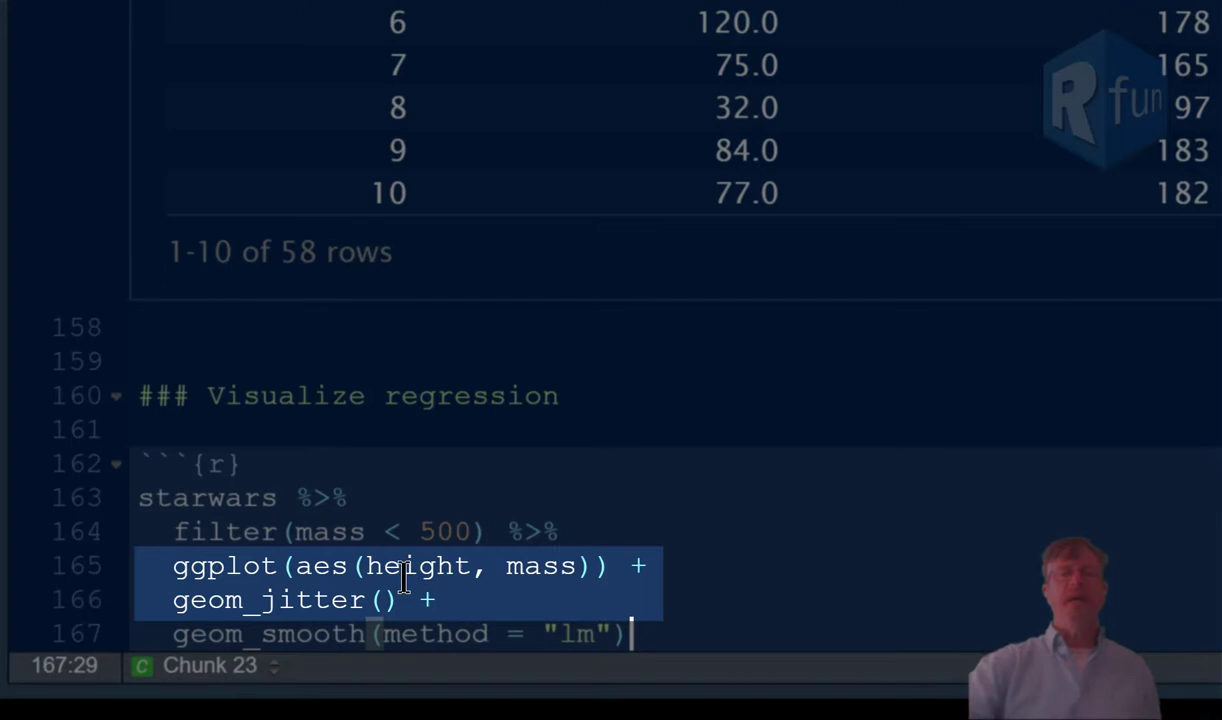 6 120.0 178
7 75.0 165
8 32.0 97
9 84.0 183
10 77.0 182
R fun
1-10 of 58 rows
158
159
160 ### Visualize regression
161
162 ```{r}
163 starwars %>%
164 filter(mass < 500) %>%
165 ggplot(aes(height, mass)) +
166 geom_jitter() +
167 geom_smooth(method = "lm")
167:29 C Chunk 23